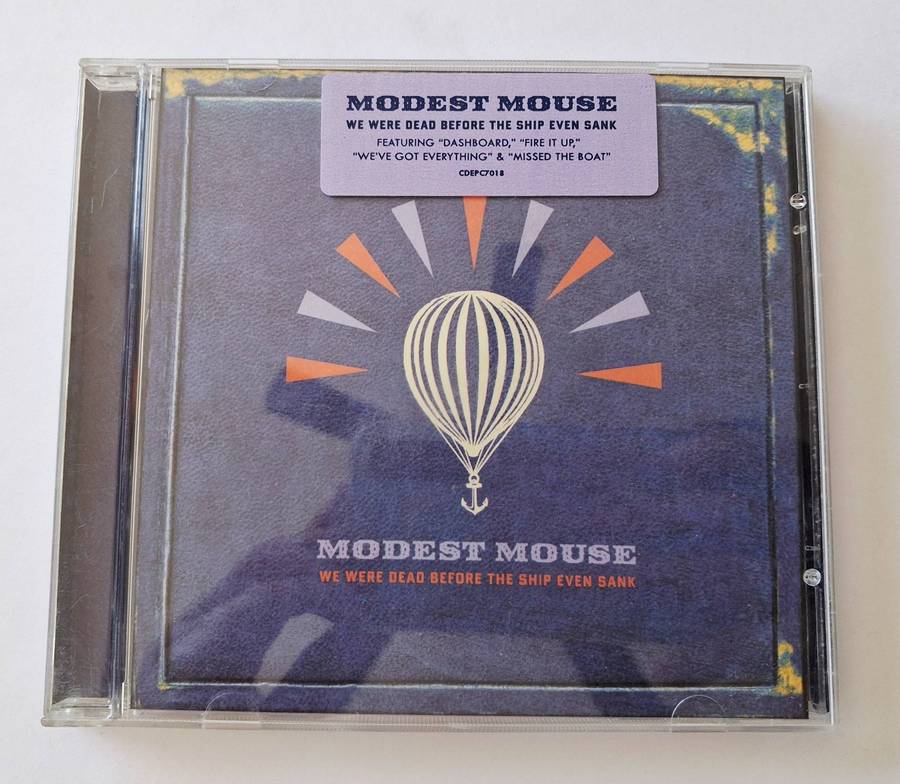 MODEST MOUSE
WE WERE DEAD BEFORE THE SHIP EVEN SANK
FEATURING "DASHBOARD," "FIRE IT UP,"
"WE'VE GOT EVERYTHING" & "MISSED THE BOAT"
CDEPC7018
MODEST MOUSE
WE WERE DEAD BEFORE THE SHIP EVEN SANK